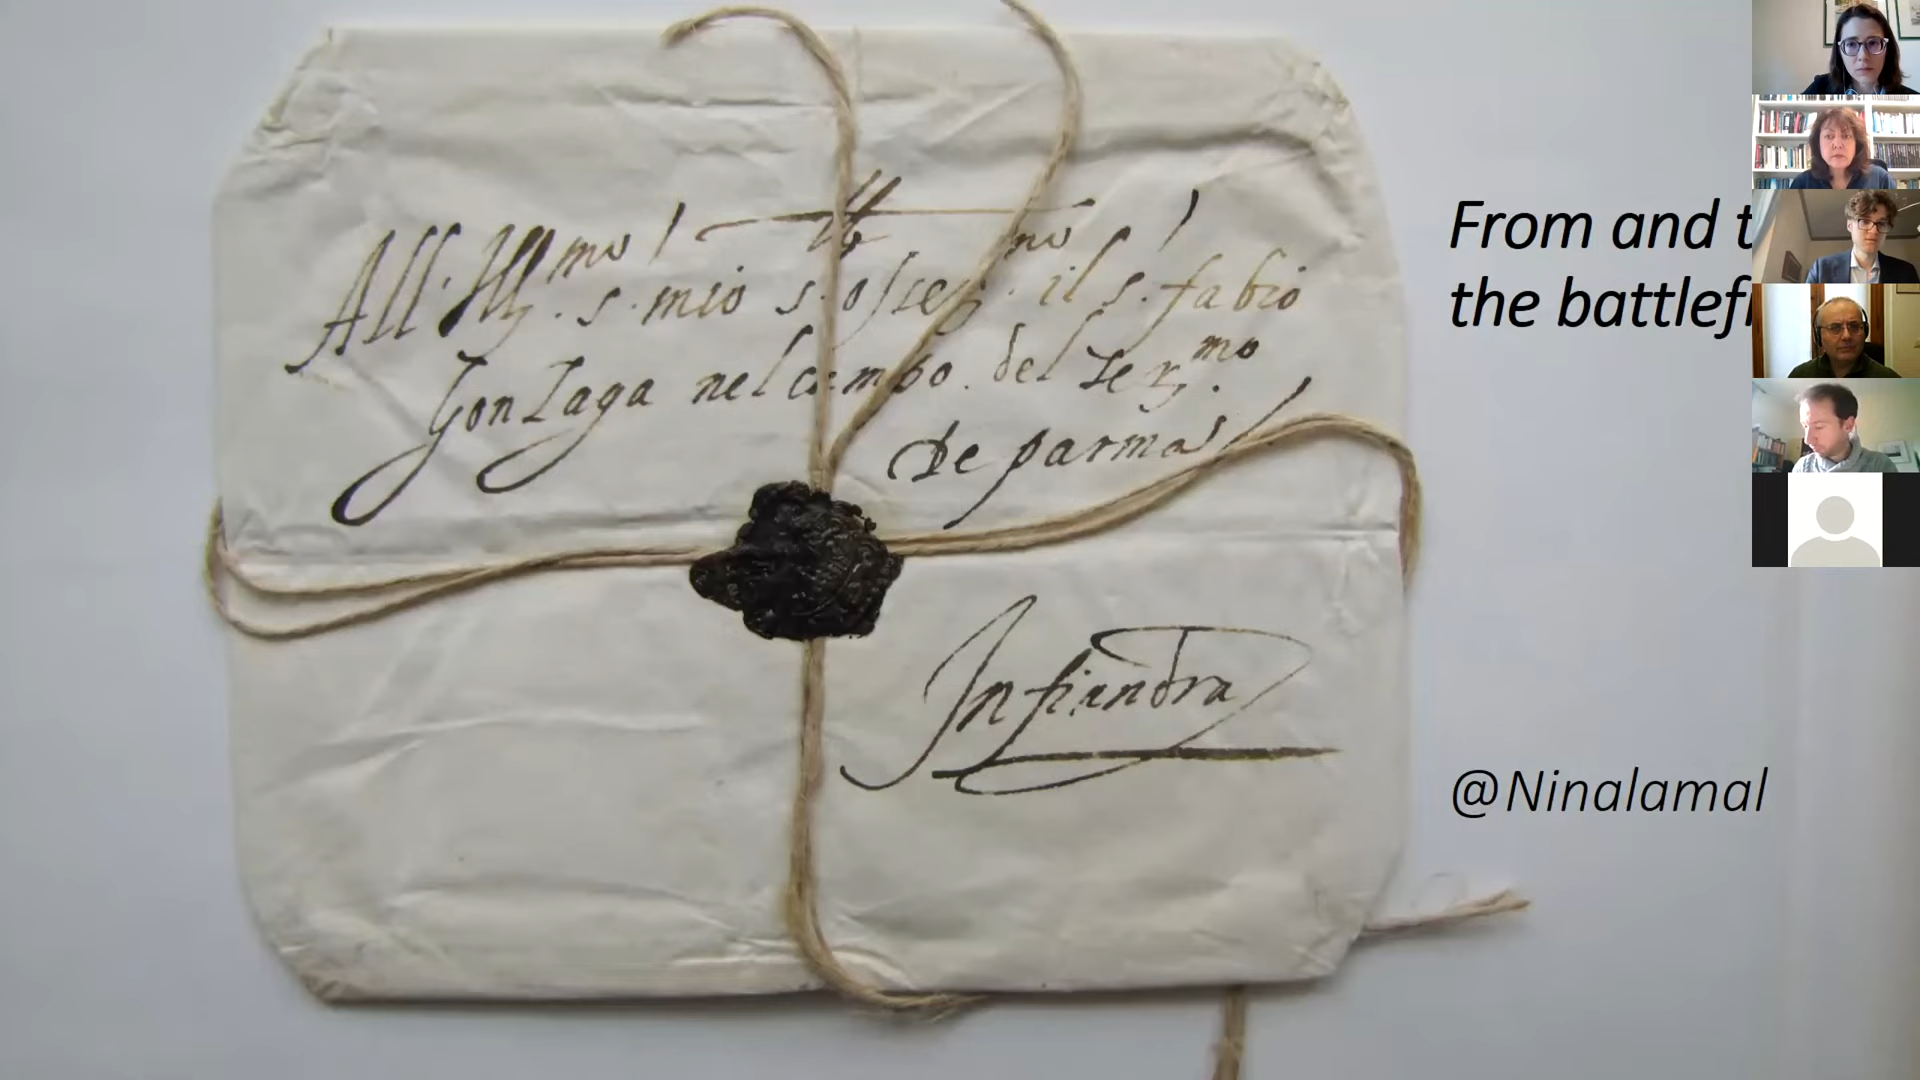 All' Ill.mo s. mio s. osser.mo il s. fabio
Gonzaga nel campo del Ser.mo
De parma
In fiandra
From and t
the battlef
@Ninalamal